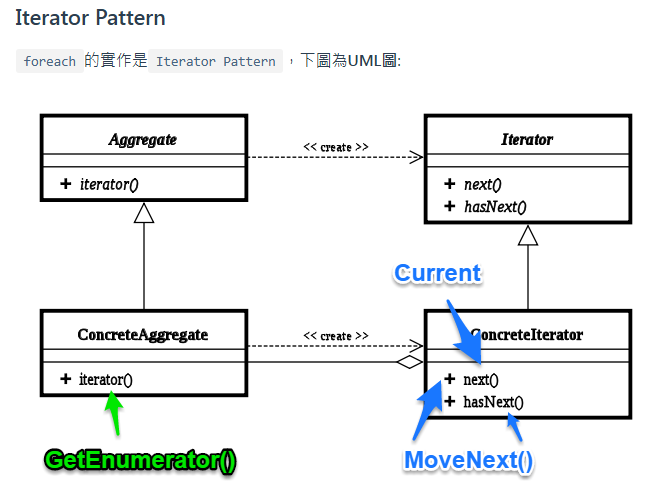 Iterator Pattern
foreach 的實作是 Iterator Pattern ，下圖為UML圖:
Aggregate
+ iterator()
<< create >>
Iterator
+ next()
+ hasNext()
Current
ConcreteAggregate
+ iterator()
<< create >>
ConcreteIterator
+ next()
+ hasNext()
GetEnumerator()
MoveNext()